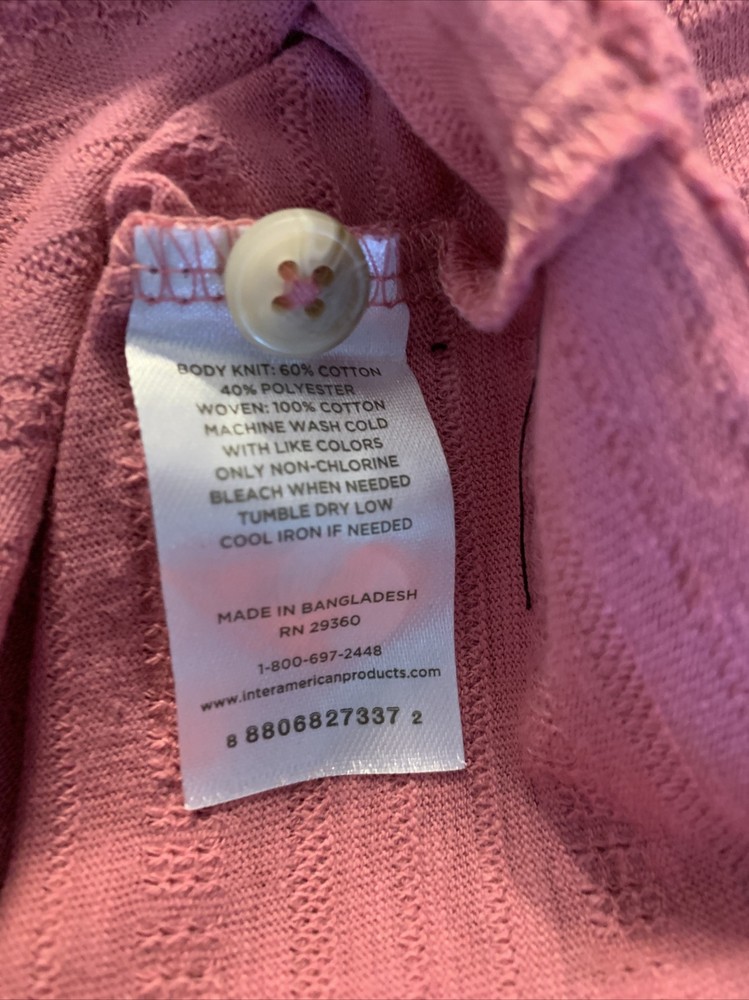 BODY KNIT: 60% COTTON
40% POLYESTER
WOVEN: 100% COTTON
MACHINE WASH COLD
WITH LIKE COLORS
ONLY NON-CHLORINE
BLEACH WHEN NEEDED
TUMBLE DRY LOW
COOL IRON IF NEEDED
MADE IN BANGLADESH
RN 29360
1-800-697-2448
www.interamericanproducts.com
8 8806827337 2